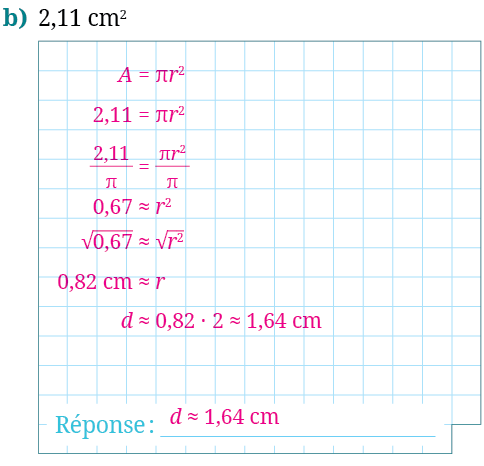 b) 2,11 cm²
A = πr²
2,11 = πr²
2,11/π = πr²/π
0,67 ≈ r²
√0,67 ≈ √r²
0,82 cm ≈ r
d ≈ 0,82 · 2 ≈ 1,64 cm
Réponse : d ≈ 1,64 cm